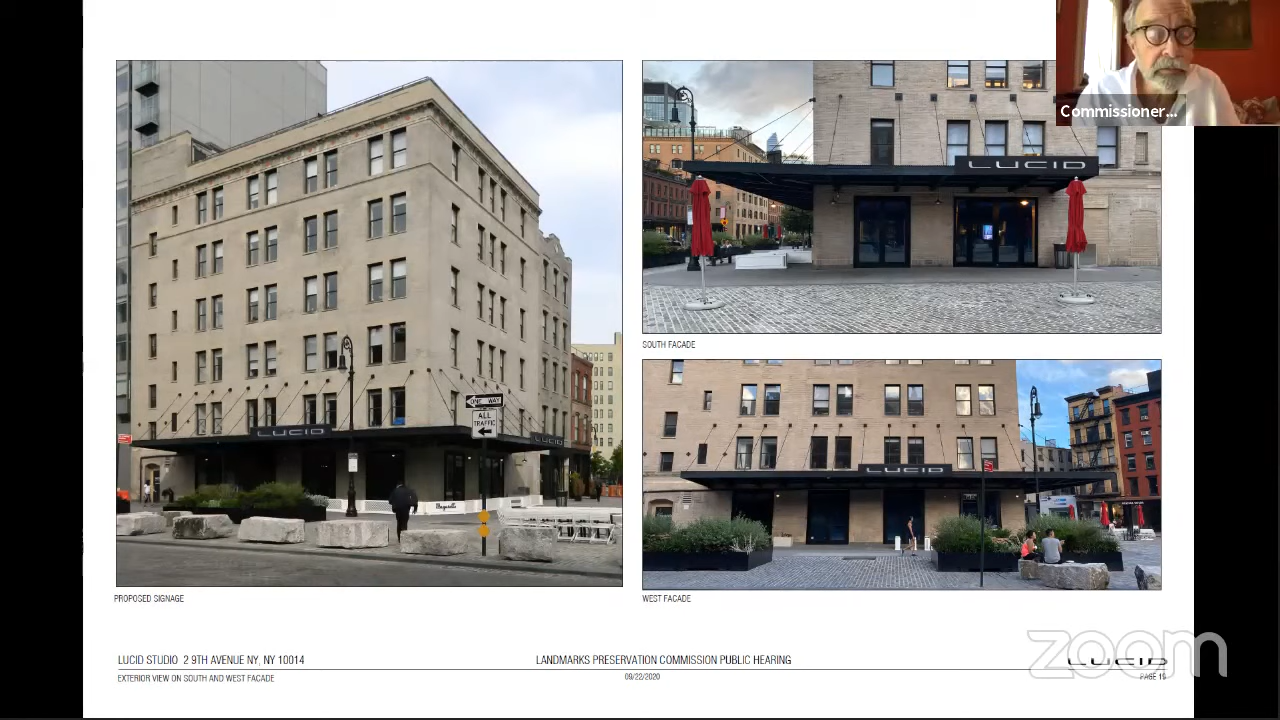 Commissioner...
LUCID
LUCID
LUCID
ONE WAY
ALL
TRAFFIC
LUCID
PROPOSED SIGNAGE
SOUTH FACADE
WEST FACADE
LUCID STUDIO 2 9TH AVENUE NY, NY 10014
LANDMARKS PRESERVATION COMMISSION PUBLIC HEARING
LUCID
EXTERIOR VIEW ON SOUTH AND WEST FACADE
09/22/2020
zoom